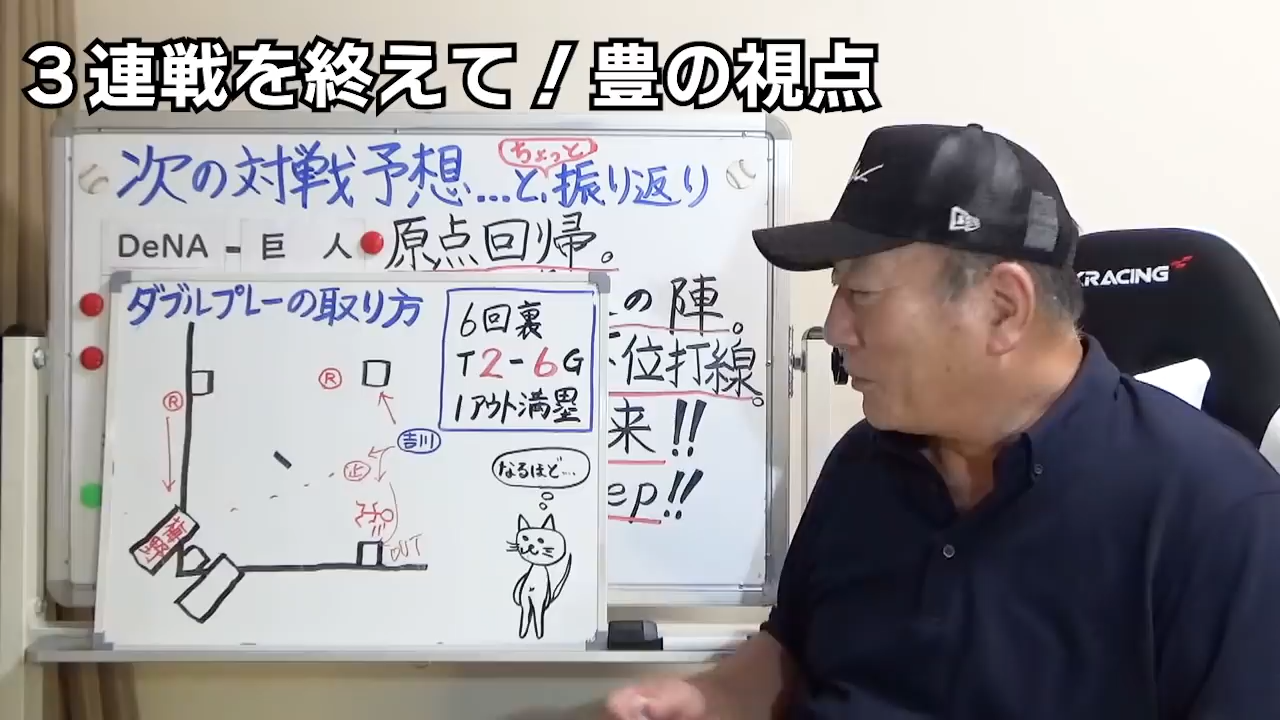 3連戦を終えて!豊の視点
次の対戦予想...と、振り返り
ちょっと
DeNA - 巨 人 原点回帰。
の陣。
位打線。
来!!
ep!!
ダブルプレーの取り方
6回裏
T2-6G
1アウト満塁
R
R
吉川
止
OUT
なるほど...
RACING